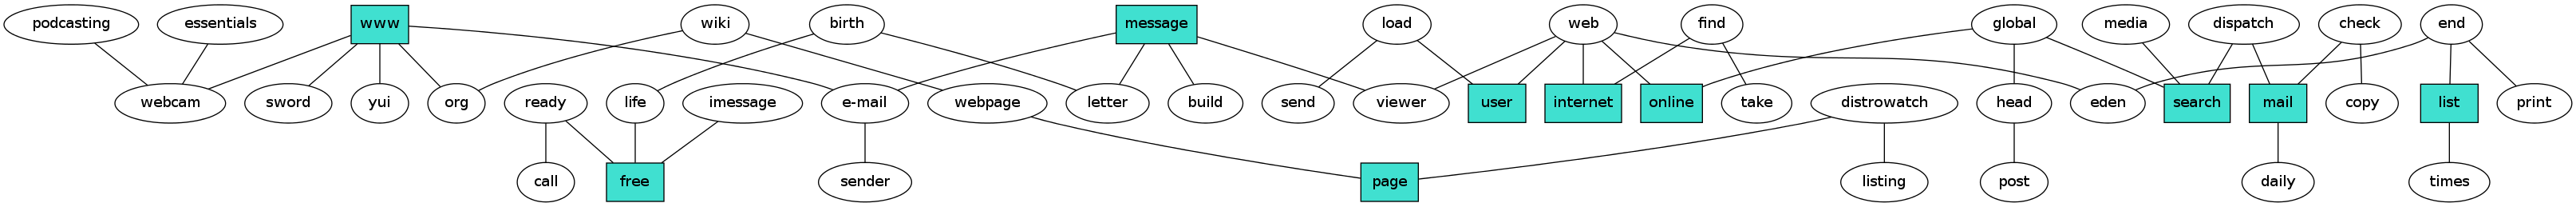 podcasting essentials www wiki birth message load web find global media dispatch check end
webcam sword yui org ready life imessage e-mail webpage letter build send viewer user internet online take distrowatch head eden search mail copy list print
call free sender page listing post daily times